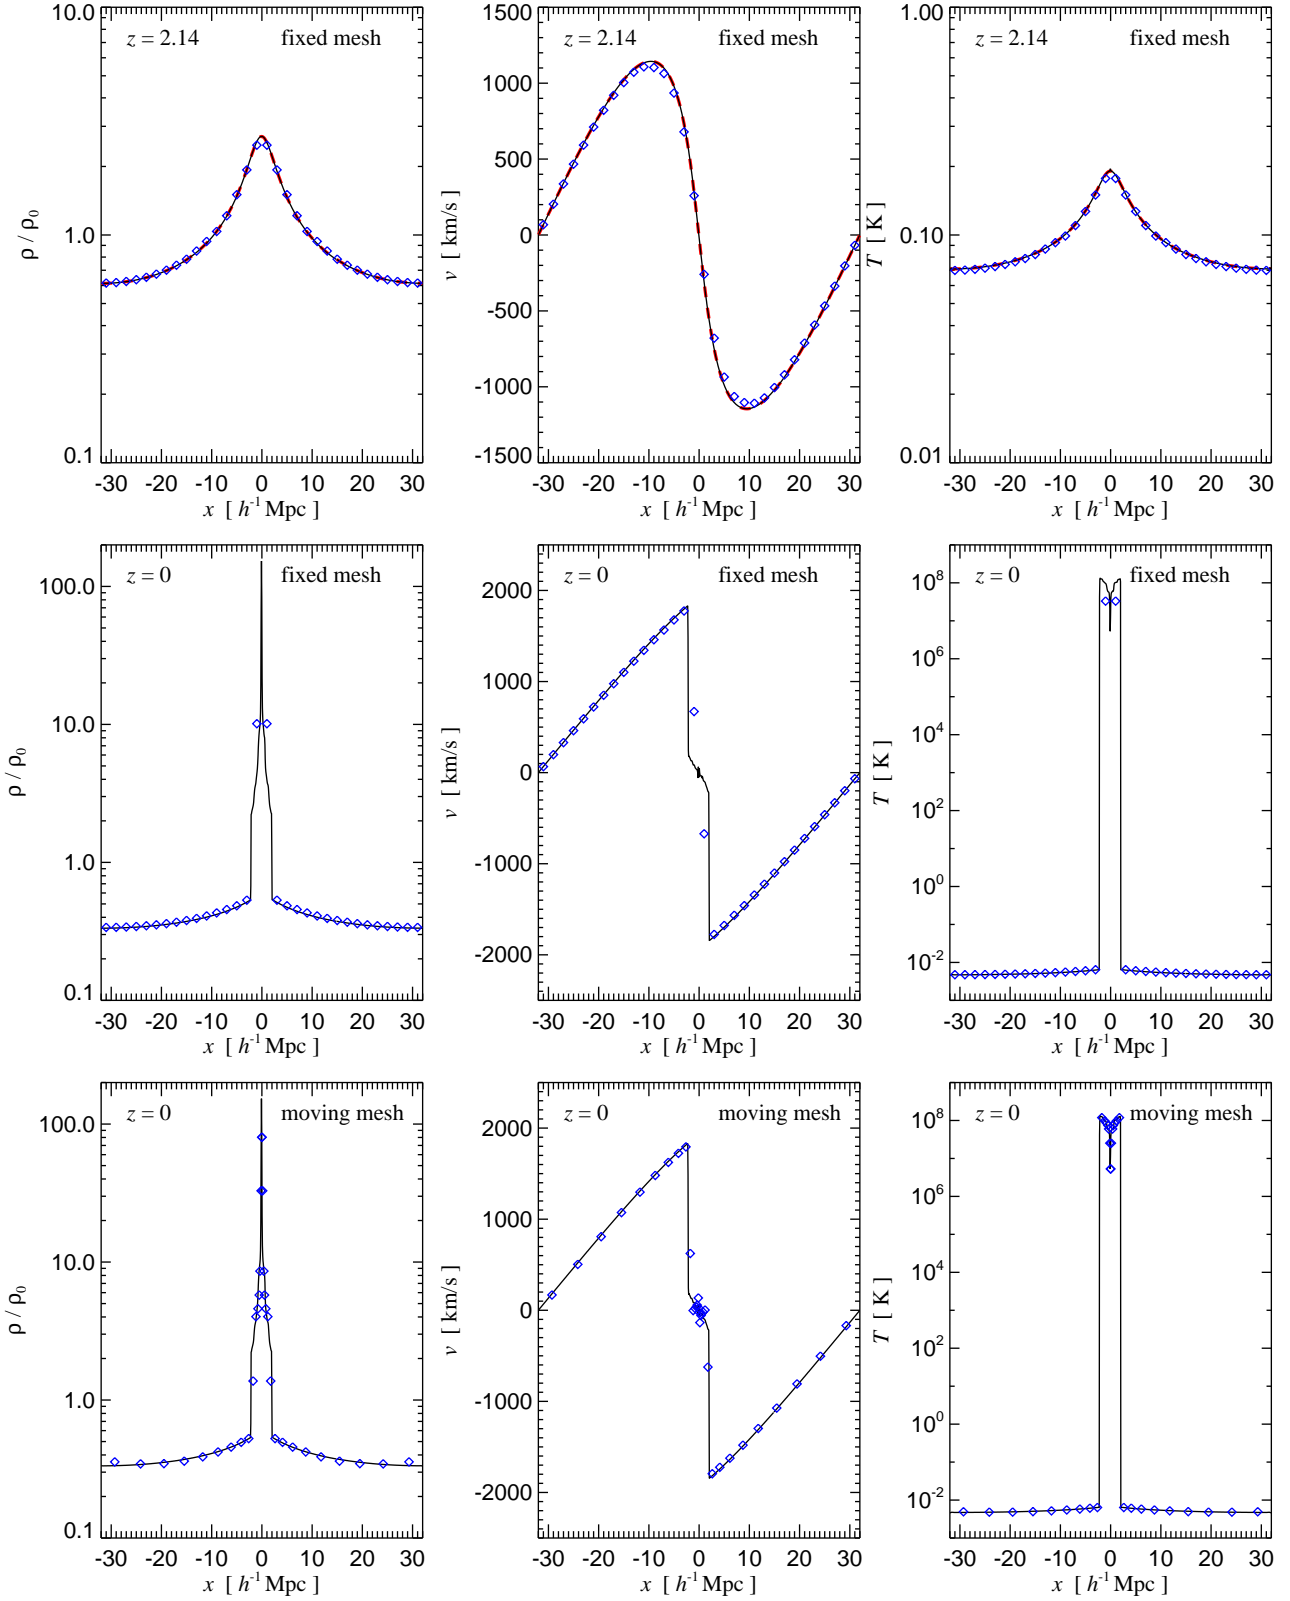 10.0
1.0
0.1
ρ / ρ0
z = 2.14 fixed mesh
-30 -20 -10 0 10 20 30
x [ h-1 Mpc ]
1500
1000
500
0
-500
-1000
-1500
v [ km/s ]
z = 2.14 fixed mesh
-30 -20 -10 0 10 20 30
x [ h-1 Mpc ]
1.00
0.10
0.01
T [ K ]
z = 2.14 fixed mesh
-30 -20 -10 0 10 20 30
x [ h-1 Mpc ]
100.0
10.0
1.0
0.1
ρ / ρ0
z = 0 fixed mesh
-30 -20 -10 0 10 20 30
x [ h-1 Mpc ]
2000
1000
0
-1000
-2000
v [ km/s ]
z = 0 fixed mesh
-30 -20 -10 0 10 20 30
x [ h-1 Mpc ]
108
106
104
102
100
10-2
T [ K ]
z = 0 fixed mesh
-30 -20 -10 0 10 20 30
x [ h-1 Mpc ]
100.0
10.0
1.0
0.1
ρ / ρ0
z = 0 moving mesh
-30 -20 -10 0 10 20 30
x [ h-1 Mpc ]
2000
1000
0
-1000
-2000
v [ km/s ]
z = 0 moving mesh
-30 -20 -10 0 10 20 30
x [ h-1 Mpc ]
108
106
104
102
100
10-2
T [ K ]
z = 0 moving mesh
-30 -20 -10 0 10 20 30
x [ h-1 Mpc ]